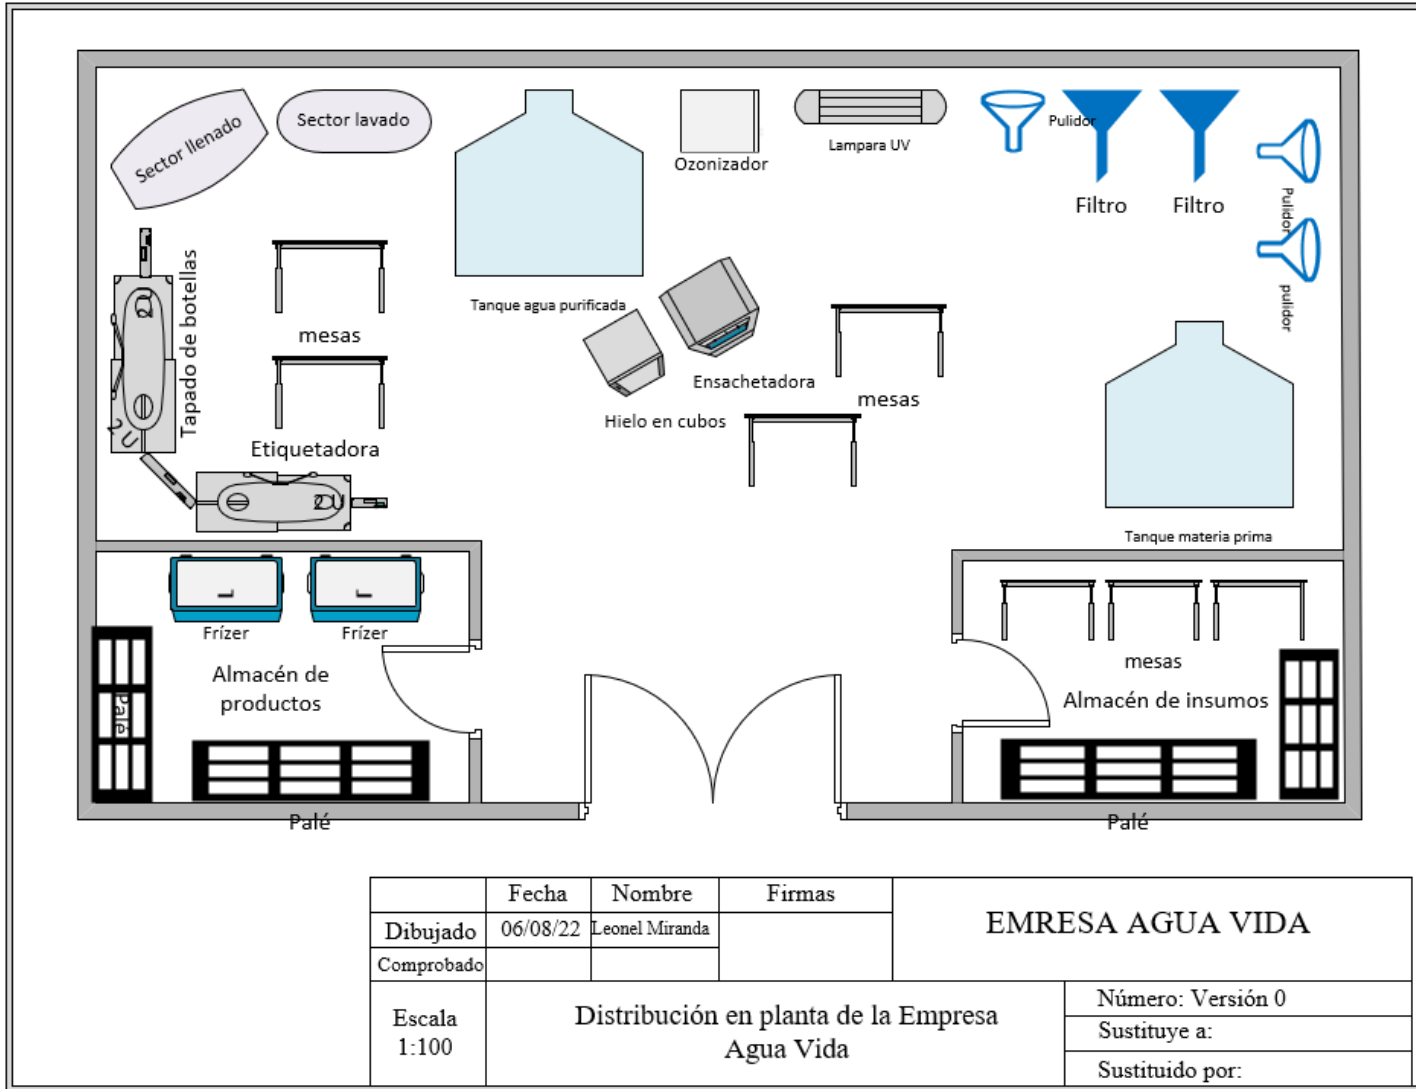 Sector llenado
Sector lavado
Ozonizador
Lampara UV
Pulidor
Filtro
Filtro
Pulidor
pulidor
Tapado de botellas
2 U
mesas
Tanque agua purificada
Ensachetadora
Hielo en cubos
mesas
Etiquetadora
2 U
Tanque materia prima
Frízer
Frízer
Almacén de
productos
Palé
Palé
mesas
Almacén de insumos
Palé
Fecha
Nombre
Firmas
EMRESA AGUA VIDA
Dibujado
06/08/22
Leonel Miranda
Comprobado
Escala
1:100
Distribución en planta de la Empresa
Agua Vida
Número: Versión 0
Sustituye a:
Sustituido por: